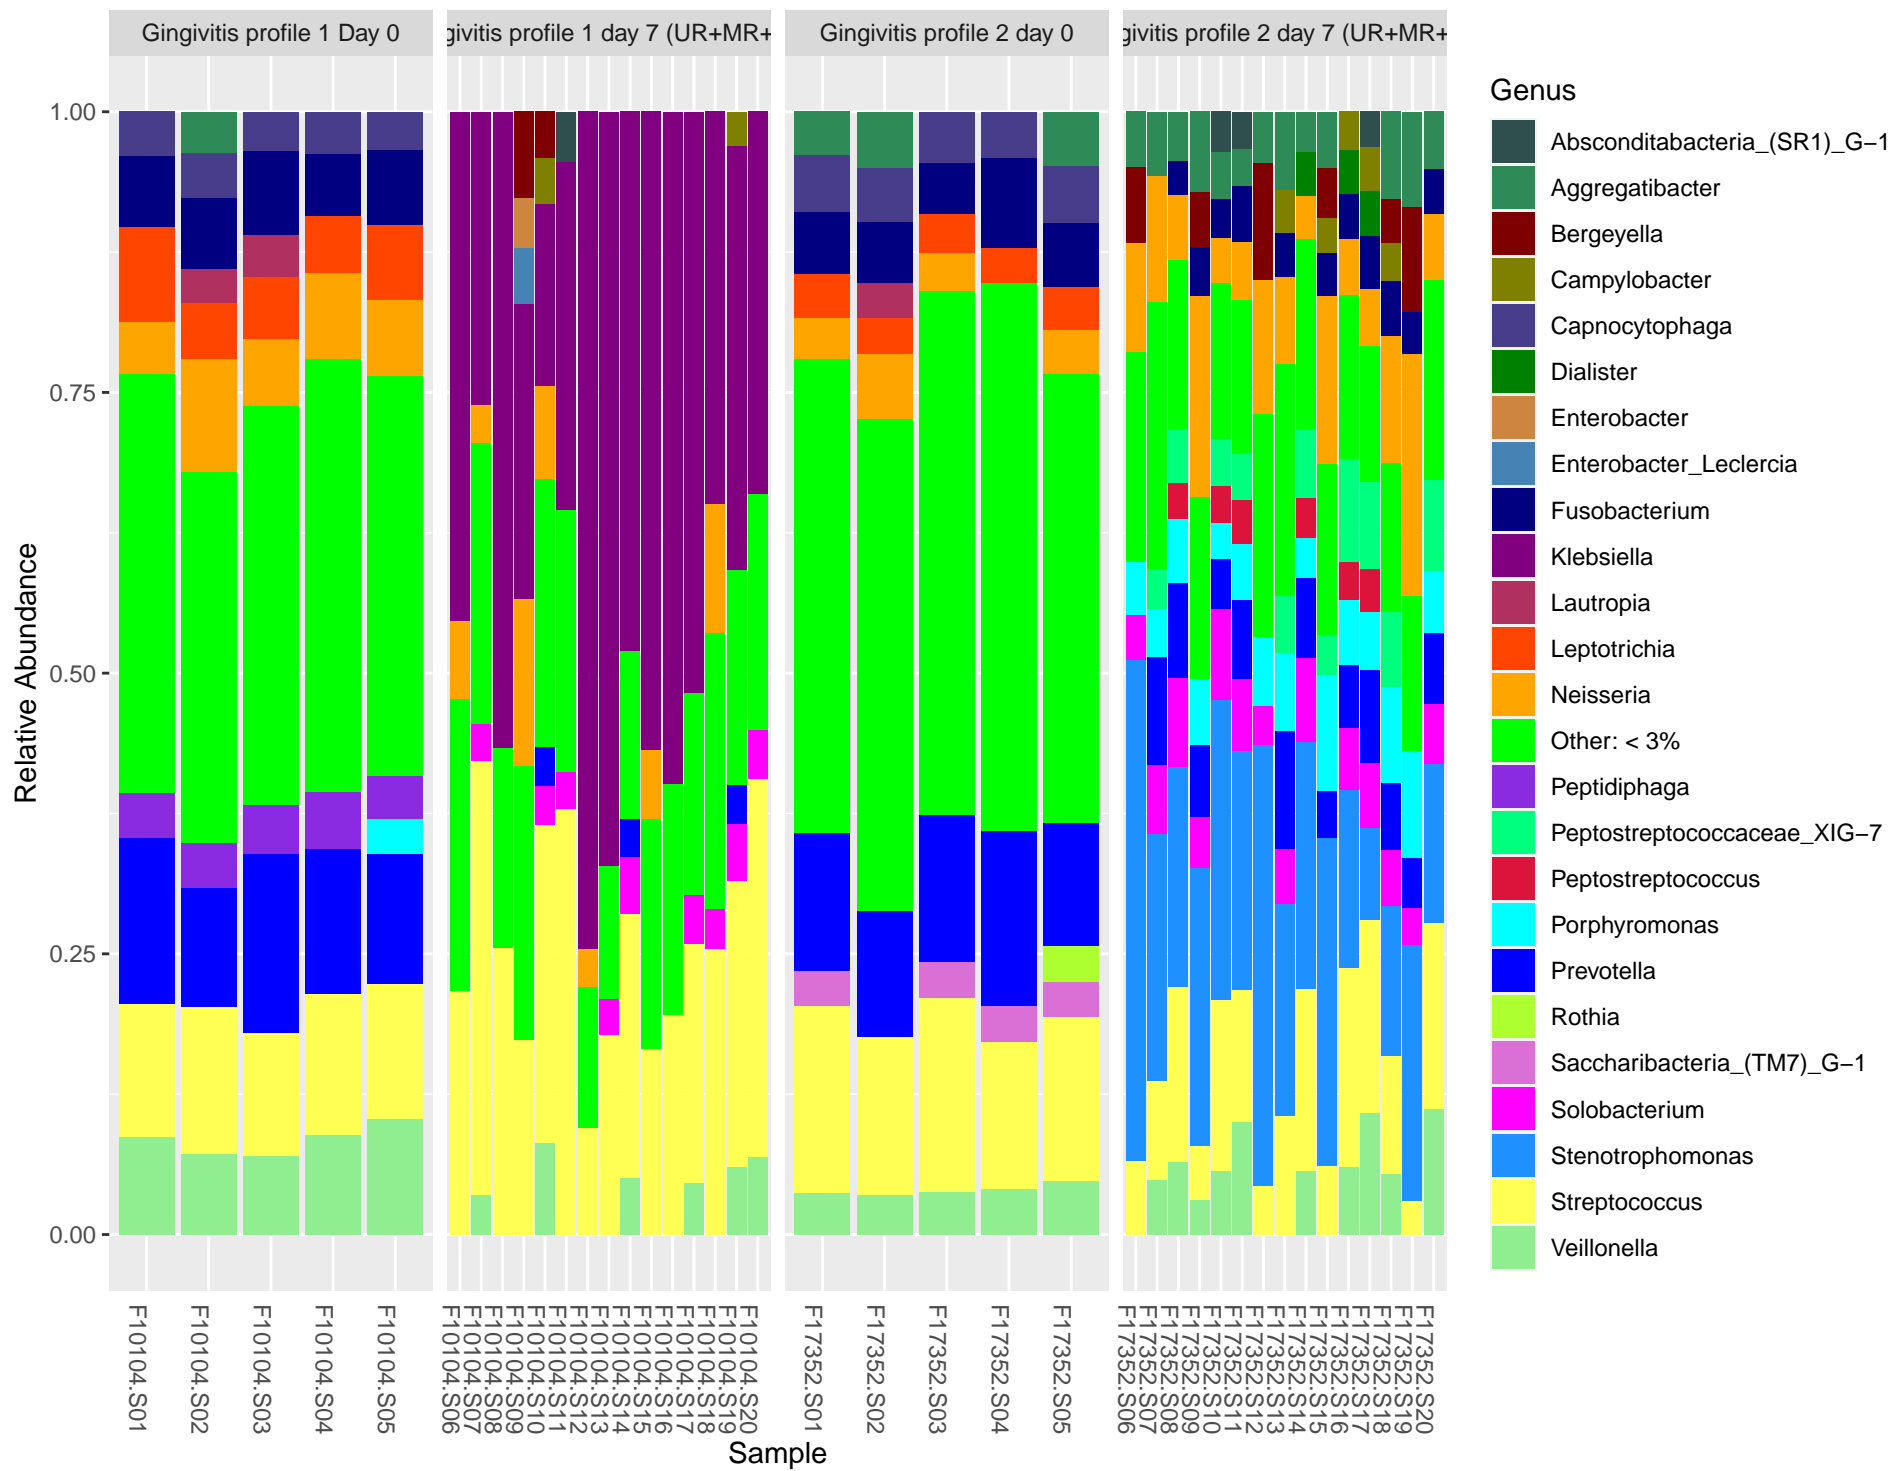 Gingivitis profile 1 Day 0
givitis profile 1 day 7 (UR+MR+
Gingivitis profile 2 day 0
givitis profile 2 day 7 (UR+MR+
Relative Abundance
1.00
0.75
0.50
0.25
0.00
F10104.S01
F10104.S02
F10104.S03
F10104.S04
F10104.S05
F10104.S06
F10104.S07
F10104.S08
F10104.S09
F10104.S10
F10104.S11
F10104.S12
F10104.S13
F10104.S14
F10104.S15
F10104.S16
F10104.S17
F10104.S18
F10104.S19
F10104.S20
F17352.S01
F17352.S02
F17352.S03
F17352.S04
F17352.S05
F17352.S06
F17352.S07
F17352.S08
F17352.S09
F17352.S10
F17352.S11
F17352.S12
F17352.S13
F17352.S14
F17352.S15
F17352.S16
F17352.S17
F17352.S18
F17352.S19
F17352.S20
Sample
Genus
Absconditabacteria_(SR1)_G−1
Aggregatibacter
Bergeyella
Campylobacter
Capnocytophaga
Dialister
Enterobacter
Enterobacter_Leclercia
Fusobacterium
Klebsiella
Lautropia
Leptotrichia
Neisseria
Other: < 3%
Peptidiphaga
Peptostreptococcaceae_XIG−7
Peptostreptococcus
Porphyromonas
Prevotella
Rothia
Saccharibacteria_(TM7)_G−1
Solobacterium
Stenotrophomonas
Streptococcus
Veillonella